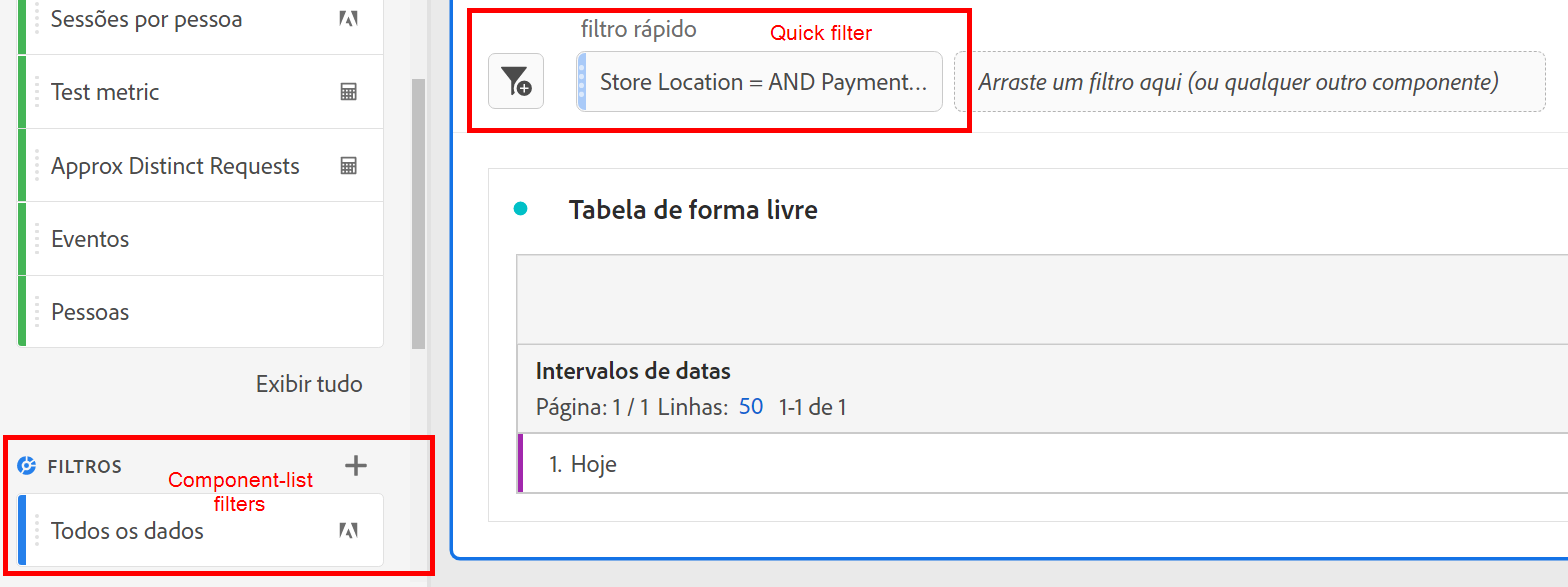 Sessões por pessoa
Test metric
Approx Distinct Requests
Eventos
Pessoas
Exibir tudo
FILTROS
Component-list
filters
Todos os dados
filtro rápido
Quick filter
Store Location = AND Payment...
Arraste um filtro aqui (ou qualquer outro componente)
Tabela de forma livre
Intervalos de datas
Página: 1 / 1 Linhas: 50 1-1 de 1
1. Hoje